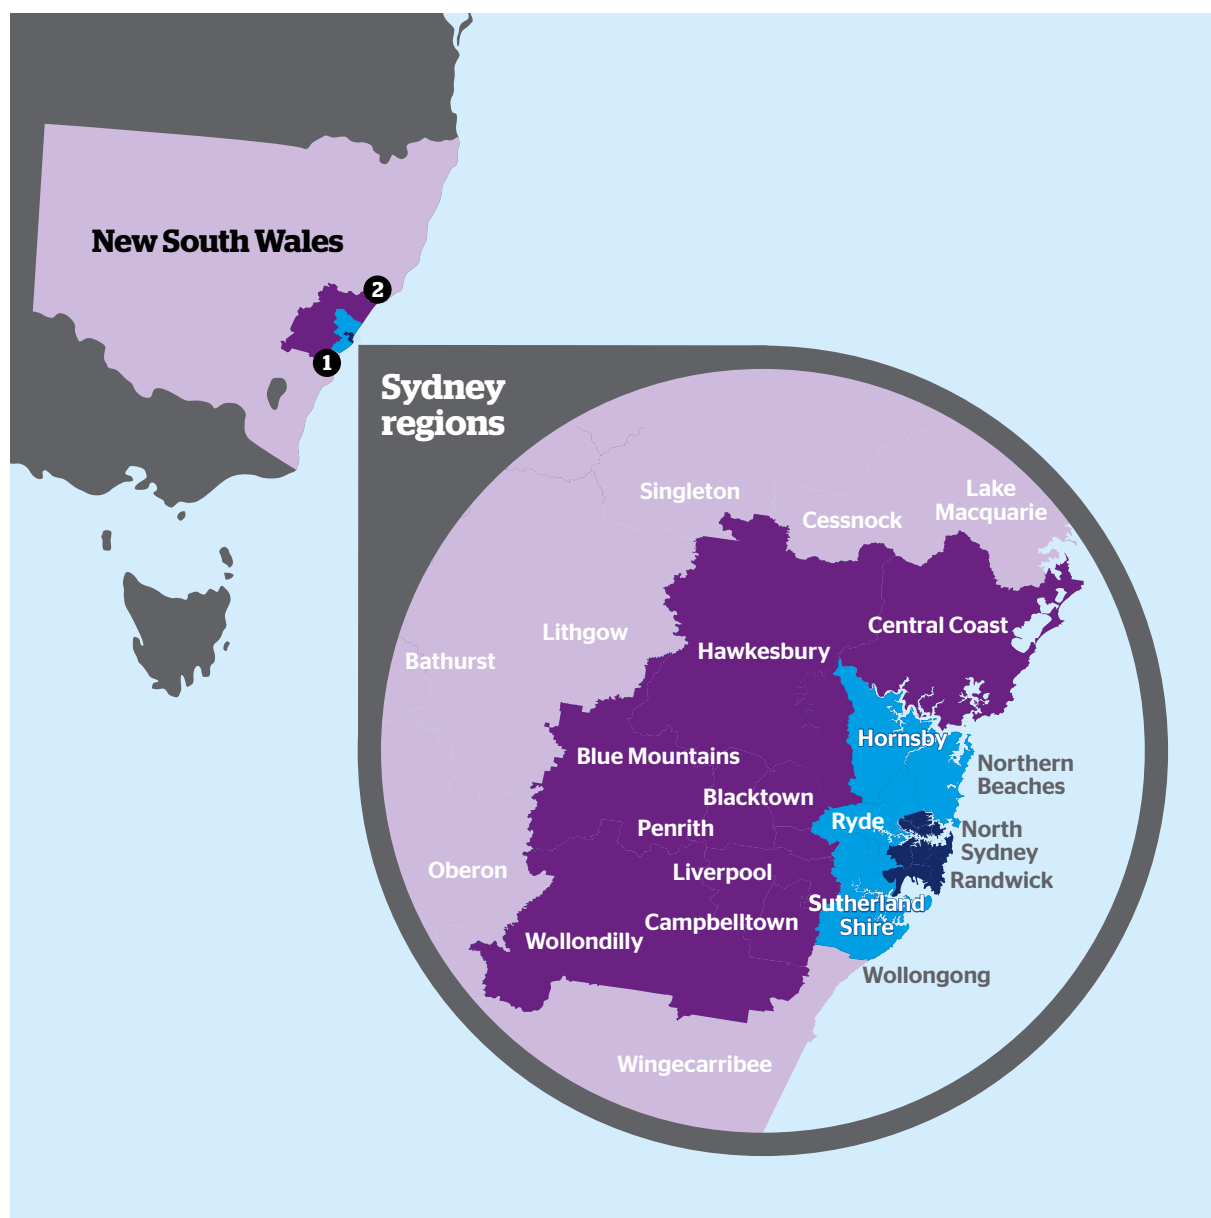 New South Wales
2
1
Sydney
regions
Singleton
Lake
Macquarie
Cessnock
Central Coast
Lithgow
Hawkesbury
Bathurst
Hornsby
Blue Mountains
Northern
Beaches
Blacktown
Ryde
Penrith
North
Sydney
Oberon
Liverpool
Randwick
Sutherland
Shire
Campbelltown
Wollondilly
Wollongong
Wingecarribee